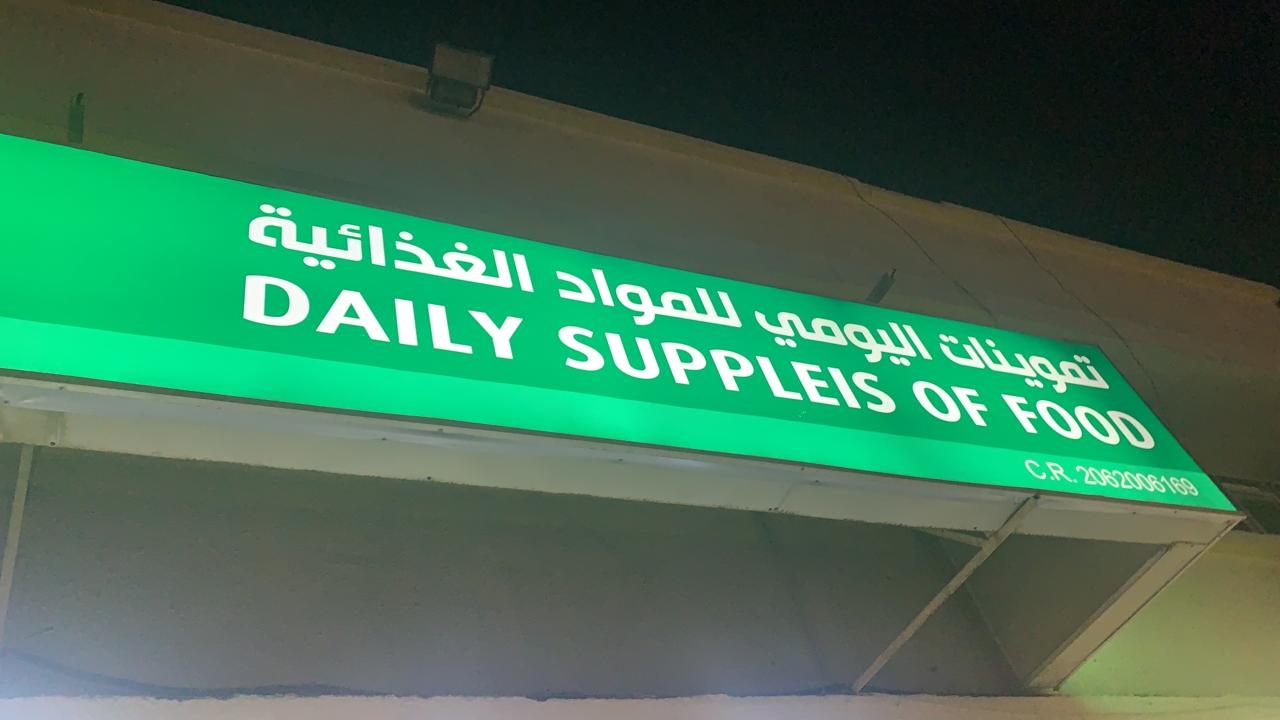 تموينات اليومي للمواد الغذائية
DAILY SUPPLEIS OF FOOD
C.R. 2062006169